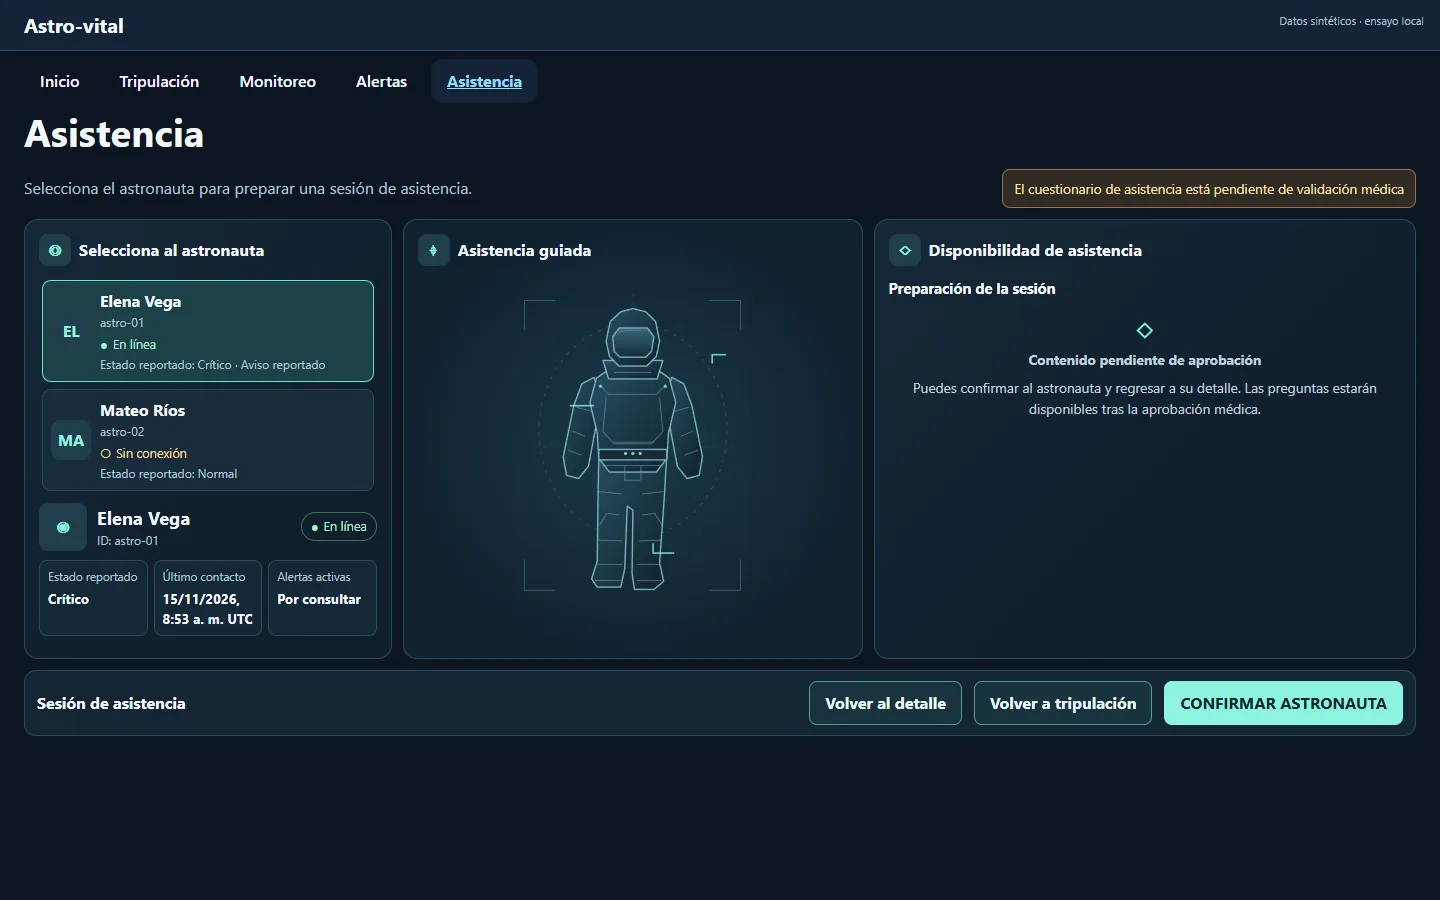 Astro-vital
Datos sintéticos · ensayo local
Inicio
Tripulación
Monitoreo
Alertas
Asistencia
Asistencia
Selecciona el astronauta para preparar una sesión de asistencia.
El cuestionario de asistencia está pendiente de validación médica
Selecciona al astronauta
EL
Elena Vega
astro-01
● En línea
Estado reportado: Crítico · Aviso reportado
MA
Mateo Ríos
astro-02
○ Sin conexión
Estado reportado: Normal
Elena Vega
ID: astro-01
● En línea
Estado reportado
Crítico
Último contacto
15/11/2026,
8:53 a. m. UTC
Alertas activas
Por consultar
Asistencia guiada
Disponibilidad de asistencia
Preparación de la sesión
Contenido pendiente de aprobación
Puedes confirmar al astronauta y regresar a su detalle. Las preguntas estarán
disponibles tras la aprobación médica.
Sesión de asistencia
Volver al detalle
Volver a tripulación
CONFIRMAR ASTRONAUTA